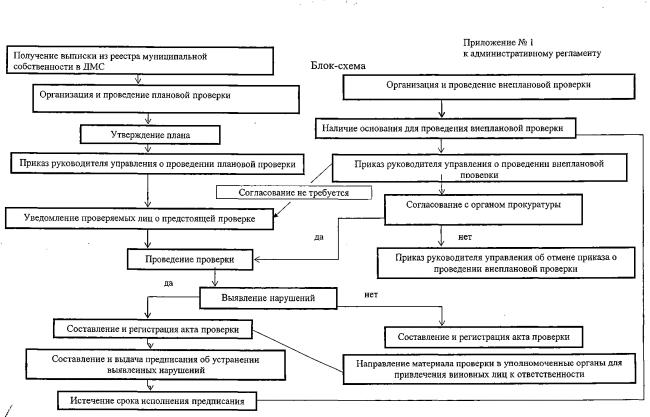 Приложение № 1
к административному регламенту
Блок-схема
Получение выписки из реестра муниципальной
собственности в ДМС
Организация и проведение плановой проверки
Утверждение плана
Приказ руководителя управления о проведении плановой проверки
Организация и проведение внеплановой проверки
Наличие основания для проведения внеплановой проверки
Приказ руководителя управления о проведении внеплановой
проверки
Согласование не требуется
Согласование с органом прокуратуры
Уведомление проверяемых лиц о предстоящей проверке
да
нет
Проведение проверки
Приказ руководителя управления об отмене приказа о
проведении внеплановой проверки
да
Выявление нарушений
нет
Составление и регистрация акта проверки
Составление и регистрация акта проверки
Составление и выдача предписания об устранении
выявленных нарушений
Направление материала проверки в уполномоченные органы для
привлечения виновных лиц к ответственности
Истечение срока исполнения предписания